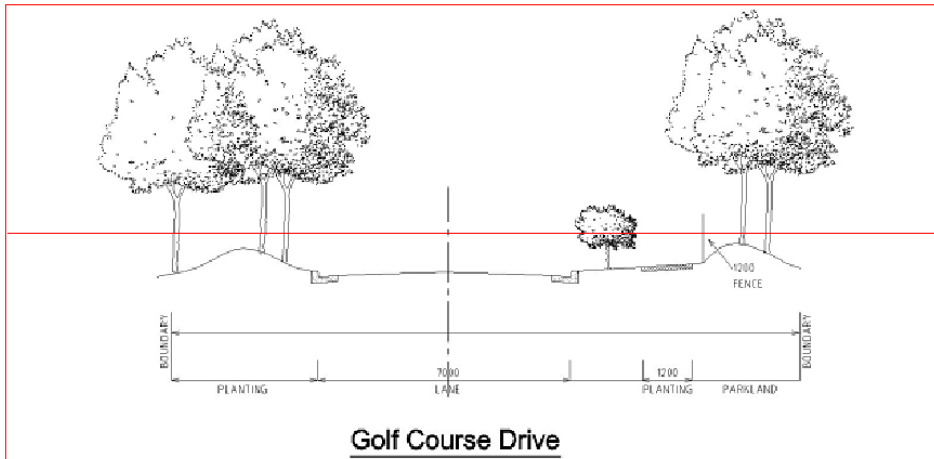 1200
FENCE
BOUNDARY
BOUNDARY
7000
1200
PLANTING
LANE
PLANTING
PARKLAND
Golf Course Drive